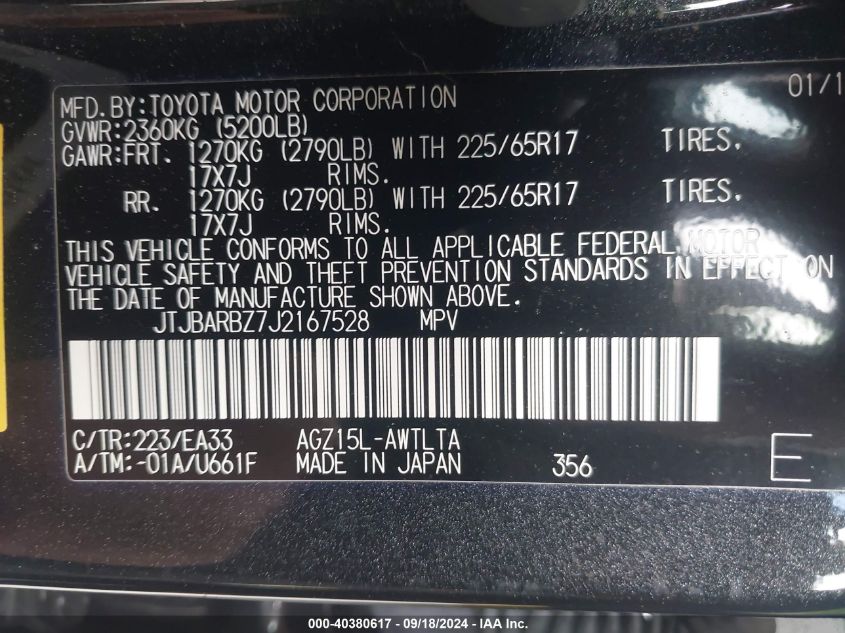 01/1
MFD. BY: TOYOTA MOTOR CORPORATION
GVWR: 2360KG (5200LB)
GAWR: FRT. 1270KG (2790LB) WITH 225/65R17 TIRES.
17X7J RIMS.
RR. 1270KG (2790LB) WITH 225/65R17 TIRES.
17X7J RIMS.
THIS VEHICLE CONFORMS TO ALL APPLICABLE FEDERAL MOTOR
VEHICLE SAFETY AND THEFT PREVENTION STANDARDS IN EFFECT ON
THE DATE OF MANUFACTURE SHOWN ABOVE.
JTJBARBZ7J2167528 MPV
C/TR: 223/EA33 AGZ15L-AWTLTA
A/TM: -01A/U661F MADE IN JAPAN 356 E
000-40380617 - 09/18/2024 - IAA Inc.